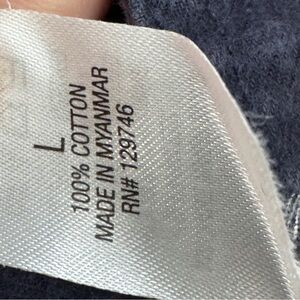 L
100% COTTON
MADE IN MYANMAR
RN# 129746